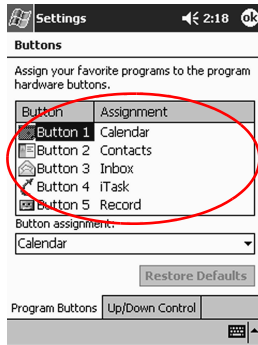 Settings 2:18 ok
Buttons
Assign your favorite programs to the program
hardware buttons.
Button Assignment
Button 1 Calendar
Button 2 Contacts
Button 3 Inbox
Button 4 iTask
Button 5 Record
Button assignment:
Calendar
Restore Defaults
Program Buttons Up/Down Control